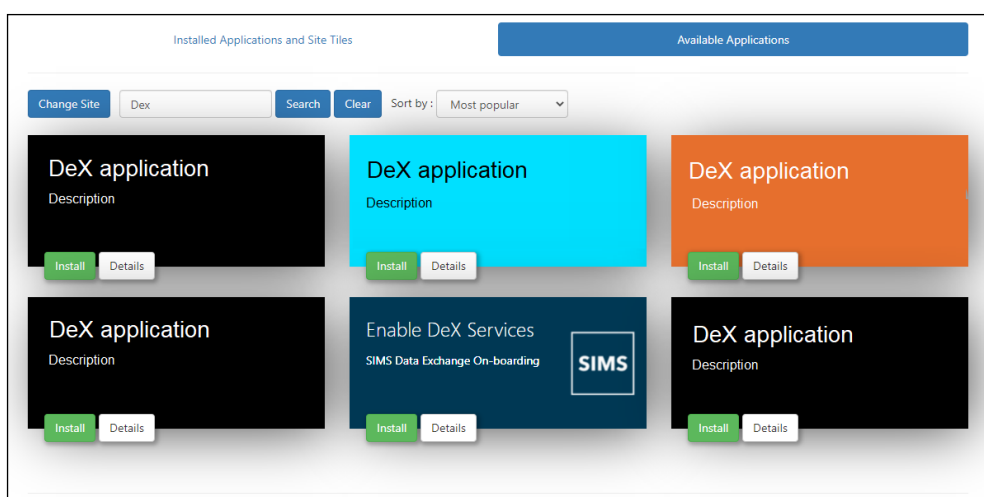 Installed Applications and Site Tiles
Available Applications
Change Site
Dex
Search
Clear
Sort by :
Most popular
DeX application
Description
Install
Details
DeX application
Description
Install
Details
DeX application
Description
Install
Details
DeX application
Description
Install
Details
Enable DeX Services
SIMS Data Exchange On-boarding
SIMS
Install
Details
DeX application
Description
Install
Details